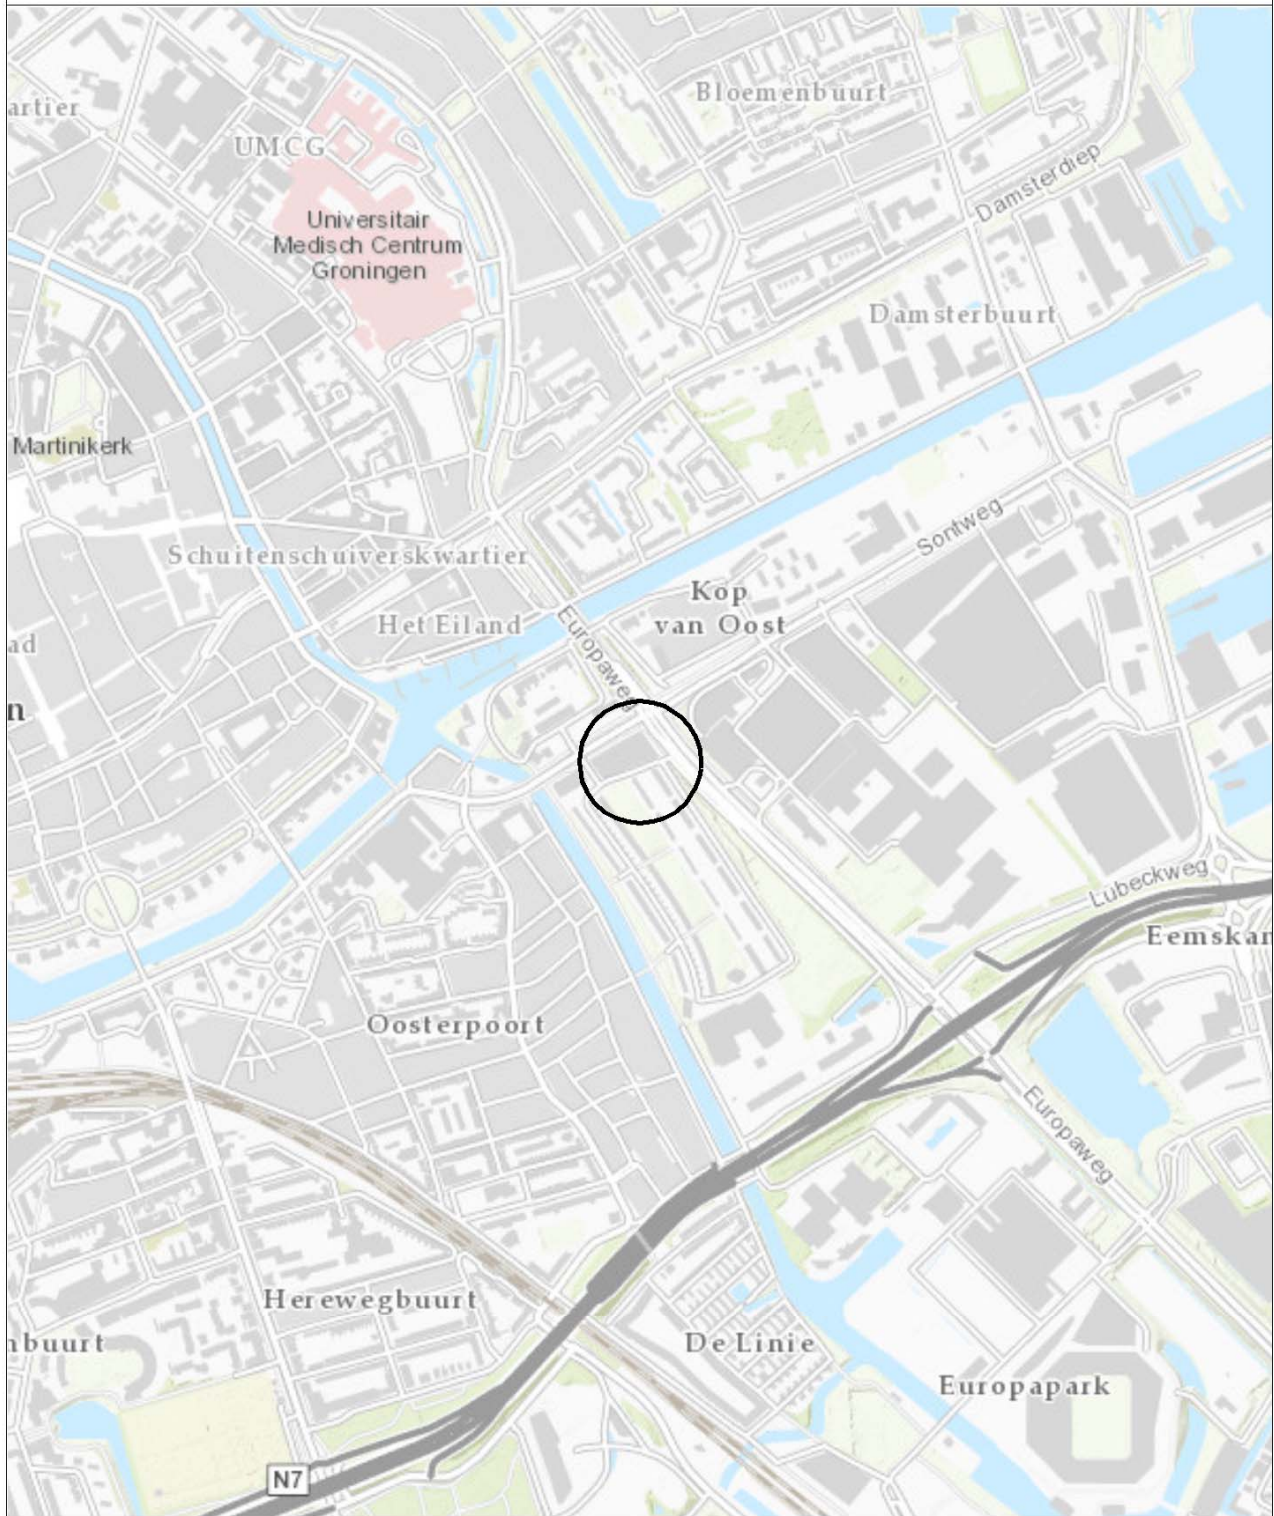 Bloemenbuurt
artier
UMCG
Damsterdiep
Universitair
Medisch Centrum
Groningen
Damsterbuurt
Martinikerk
Sontweg
Schuitenschuiverskwartier
Kop
van Oost
Het Eiland
ad
Europaweg
n
Lübeckweg
Eemskan
Oosterpoort
Europaweg
Herewegbuurt
nbuurt
De Linie
Europapark
N7